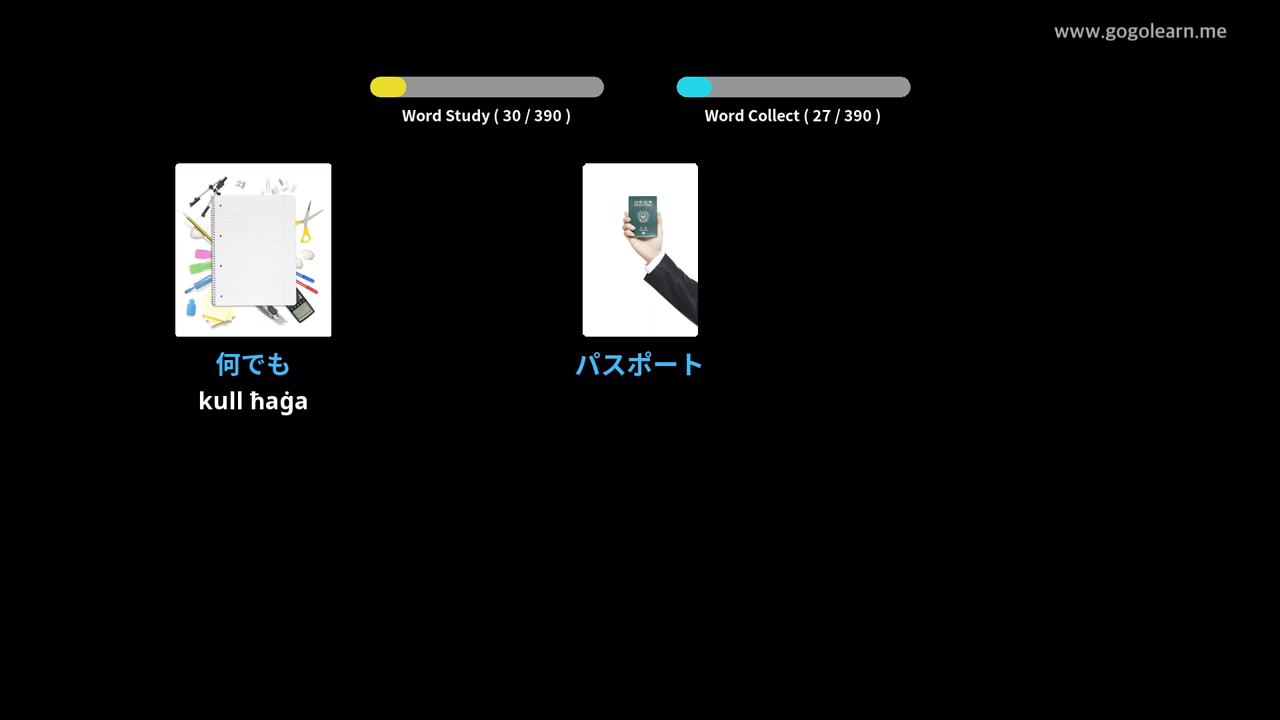 www.gogolearn.me
Word Study ( 30 / 390 )
Word Collect ( 27 / 390 )
何でも
kull ħaġa
パスポート